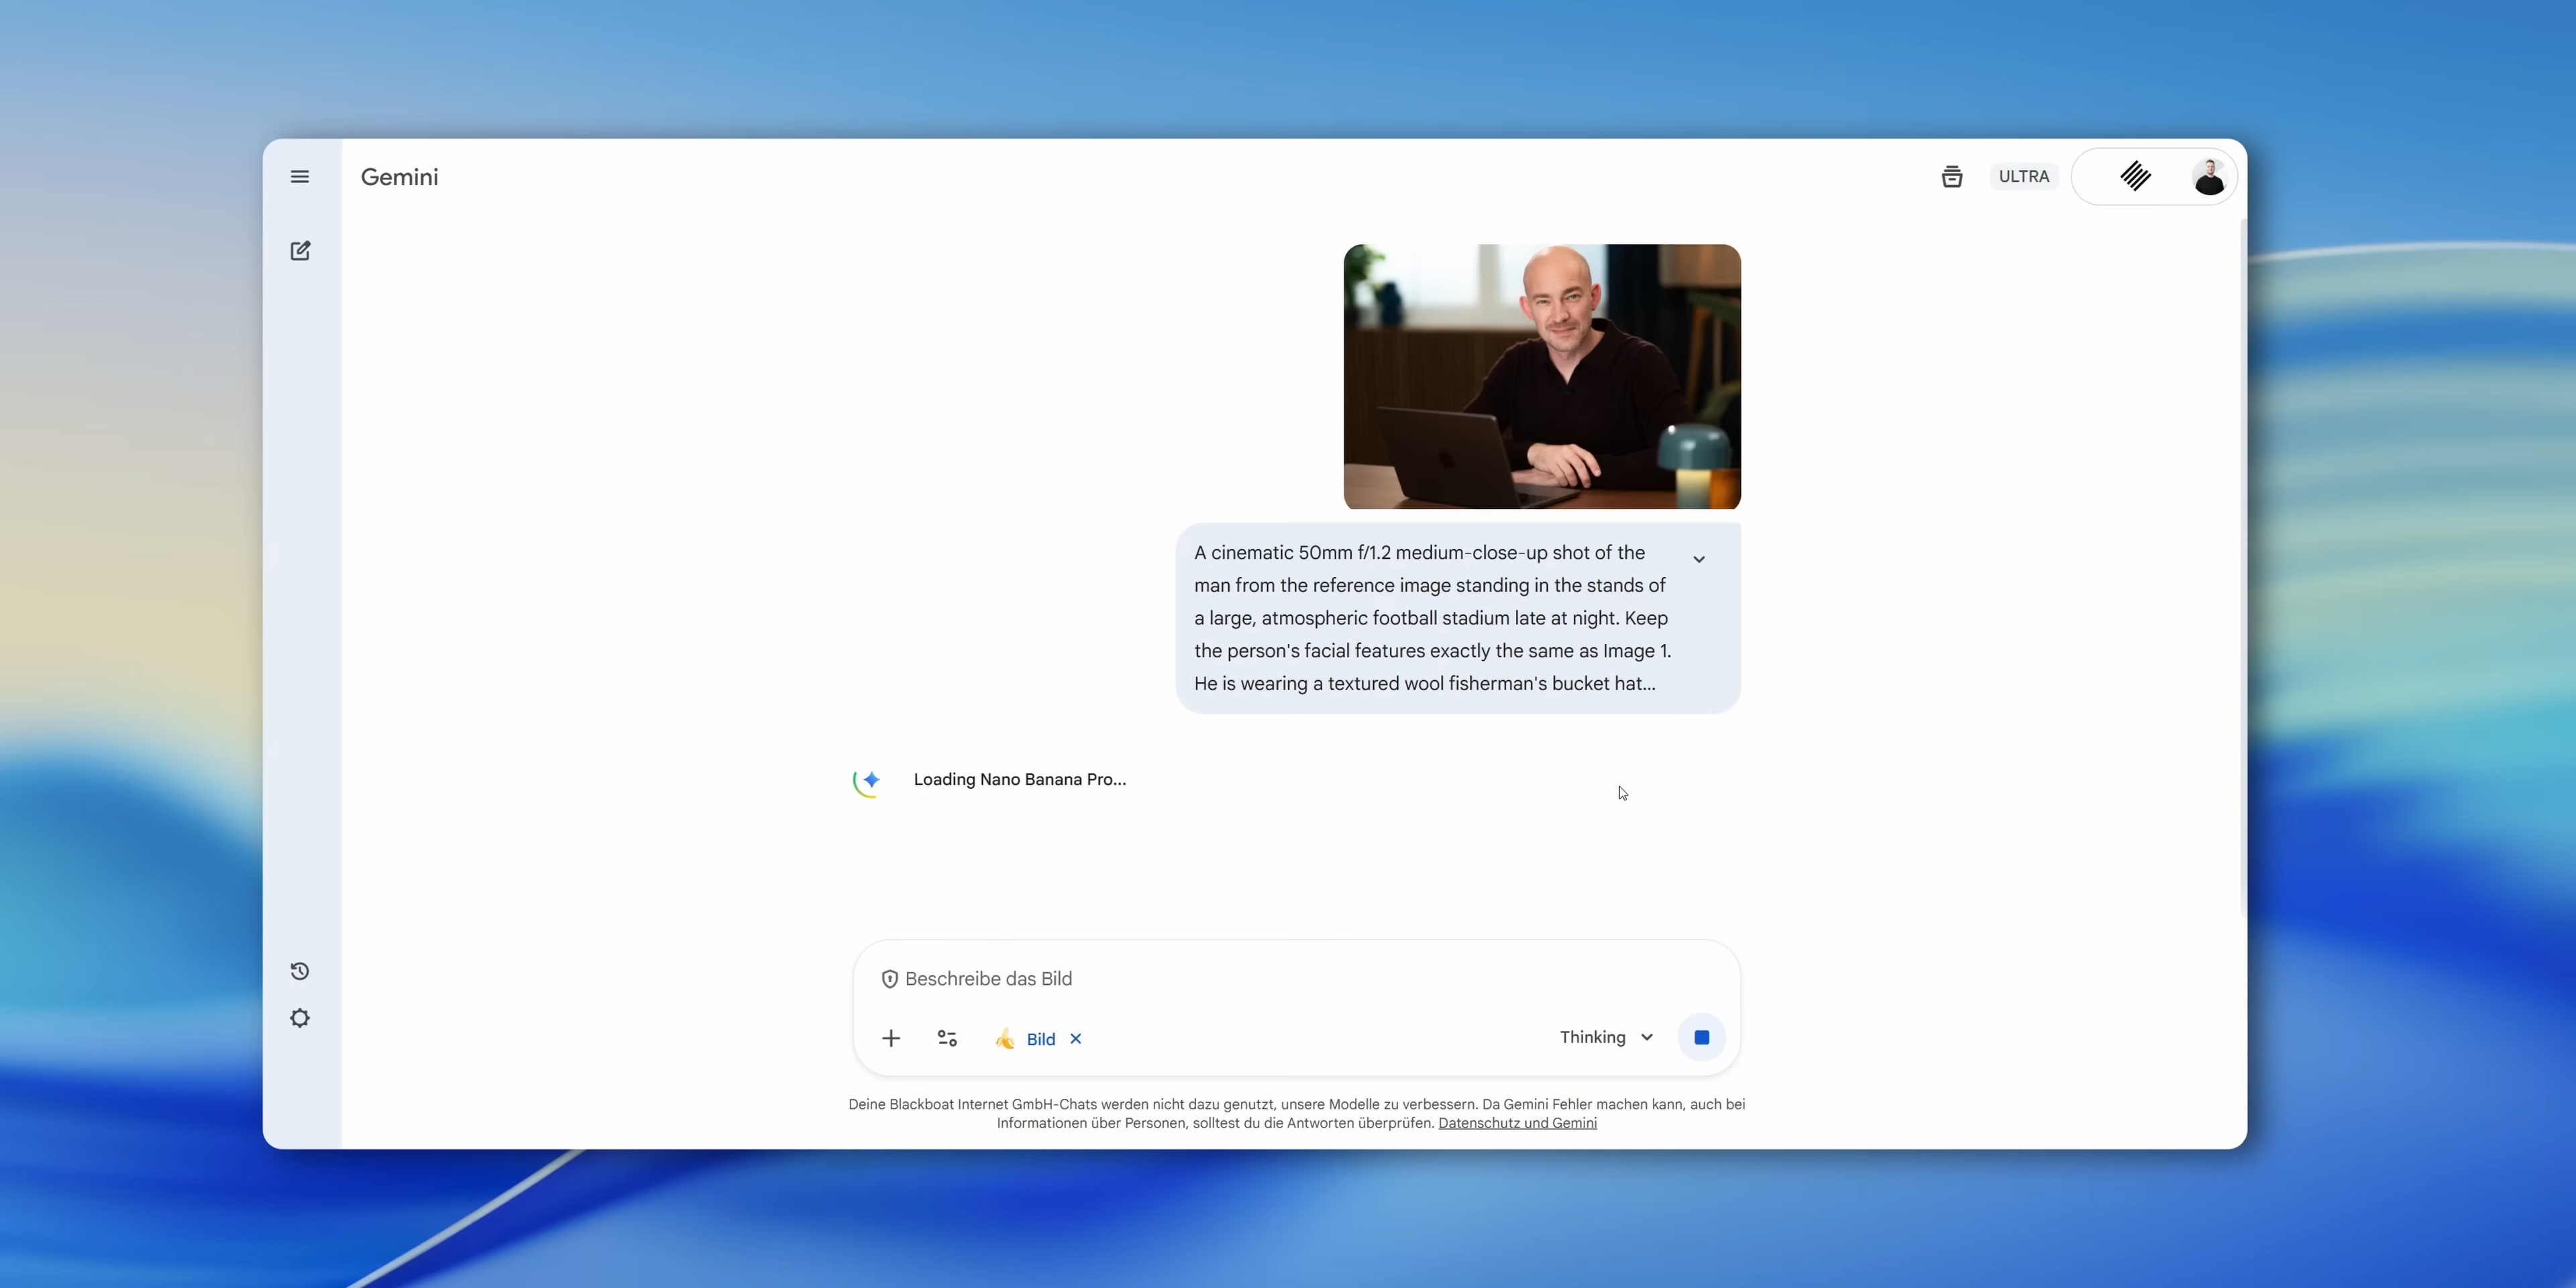 Gemini
ULTRA
A cinematic 50mm f/1.2 medium-close-up shot of the
man from the reference image standing in the stands of
a large, atmospheric football stadium late at night. Keep
the person's facial features exactly the same as Image 1.
He is wearing a textured wool fisherman's bucket hat...
Loading Nano Banana Pro...
Beschreibe das Bild
Bild
Thinking
Deine Blackboat Internet GmbH-Chats werden nicht dazu genutzt, unsere Modelle zu verbessern. Da Gemini Fehler machen kann, auch bei
Informationen über Personen, solltest du die Antworten überprüfen. Datenschutz und Gemini